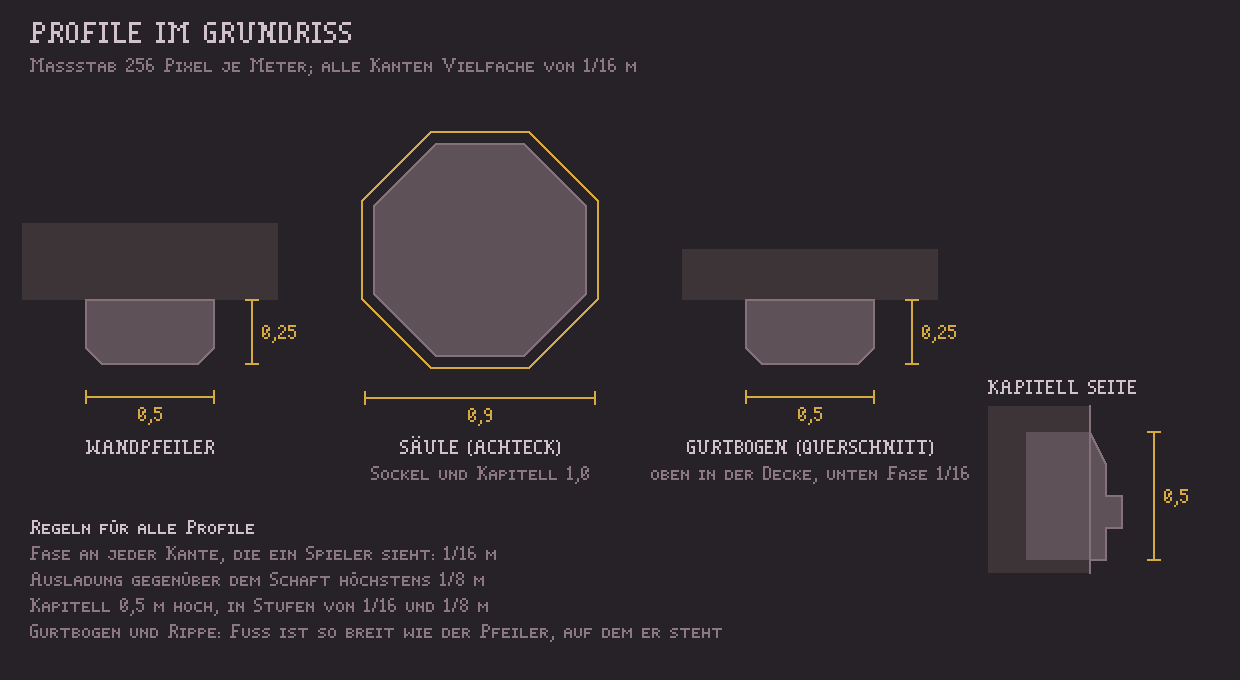 PROFILE IM GRUNDRISS
MASSSTAB 256 PIXEL JE METER; ALLE KANTEN VIELFACHE VON 1/16 M
0,25
0,25
KAPITELL SEITE
0,5
0,9
0,5
WANDPFEILER
SÄULE (ACHTECK)
GURTBOGEN (QUERSCHNITT)
SOCKEL UND KAPITELL 1,0
OBEN IN DER DECKE, UNTEN FASE 1/16
0,5
REGELN FÜR ALLE PROFILE
FASE AN JEDER KANTE, DIE EIN SPIELER SIEHT: 1/16 M
AUSLADUNG GEGENÜBER DEM SCHAFT HÖCHSTENS 1/8 M
KAPITELL 0,5 M HOCH, IN STUFEN VON 1/16 UND 1/8 M
GURTBOGEN UND RIPPE: FUSS IST SO BREIT WIE DER PFEILER, AUF DEM ER STEHT